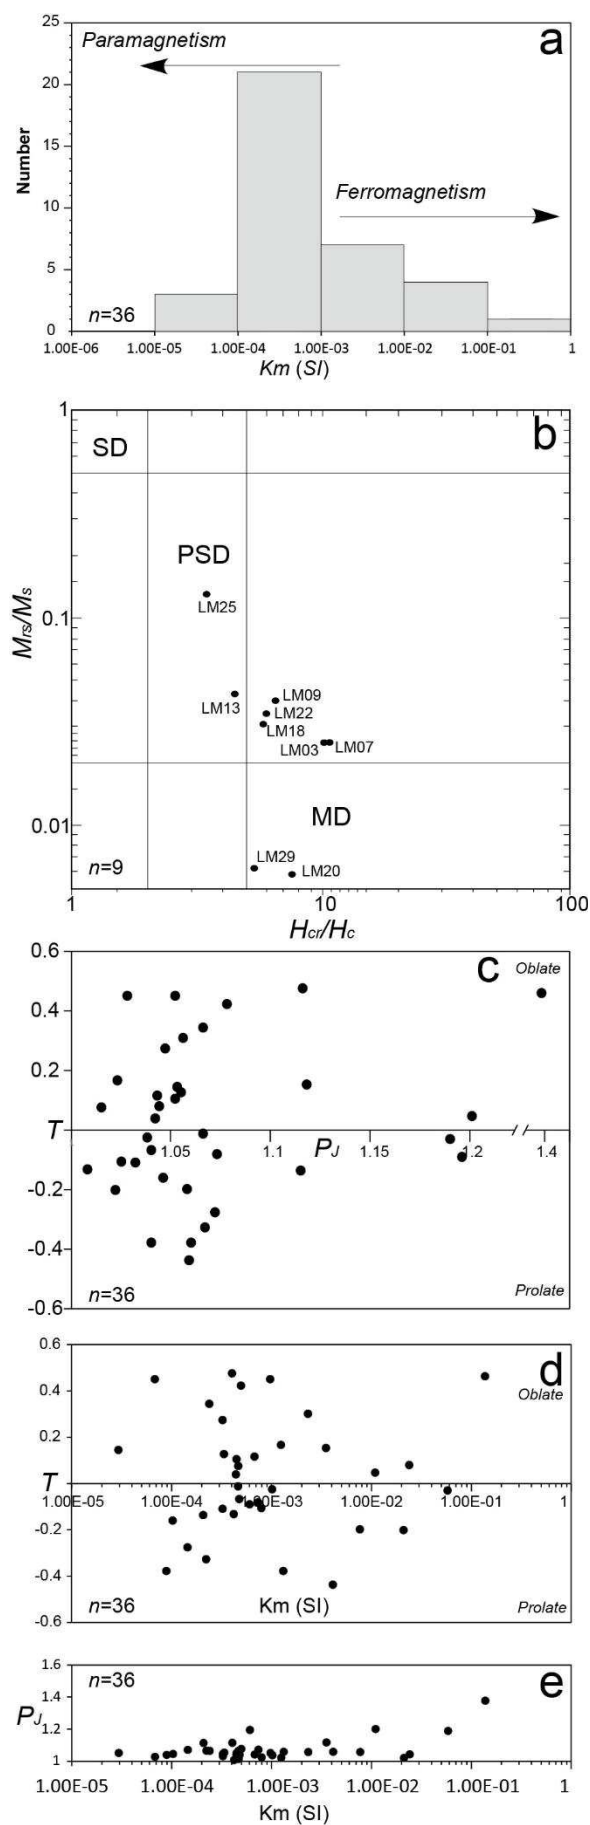 25
a
Paramagnetism
20
15
Number
Ferromagnetism
10
5
n=36
0
1.00E-06 1.00E-05 1.00E-04 1.00E-03 1.00E-02 1.00E-01 1
Km (SI)
1
b
SD
PSD
Mrs/Ms
LM25
0.1
LM09
LM13
LM22
LM18
LM03 LM07
MD
0.01
LM29
n=9
LM20
1 10 100
Hcr/Hc
0.6
c
Oblate
0.4
0.2
T
1.05 1.1 PJ 1.15 1.2 1.4
-0.2
-0.4
n=36
Prolate
-0.6
0.6
d
0.4
Oblate
0.2
T
1.00E-05 1.00E-04 1.00E-03 1.00E-02 1.00E-01 1
-0.2
-0.4
n=36 Km (SI) Prolate
-0.6
1.6
n=36
e
1.4
PJ
1.2
1
1.00E-05 1.00E-04 1.00E-03 1.00E-02 1.00E-01 1
Km (SI)